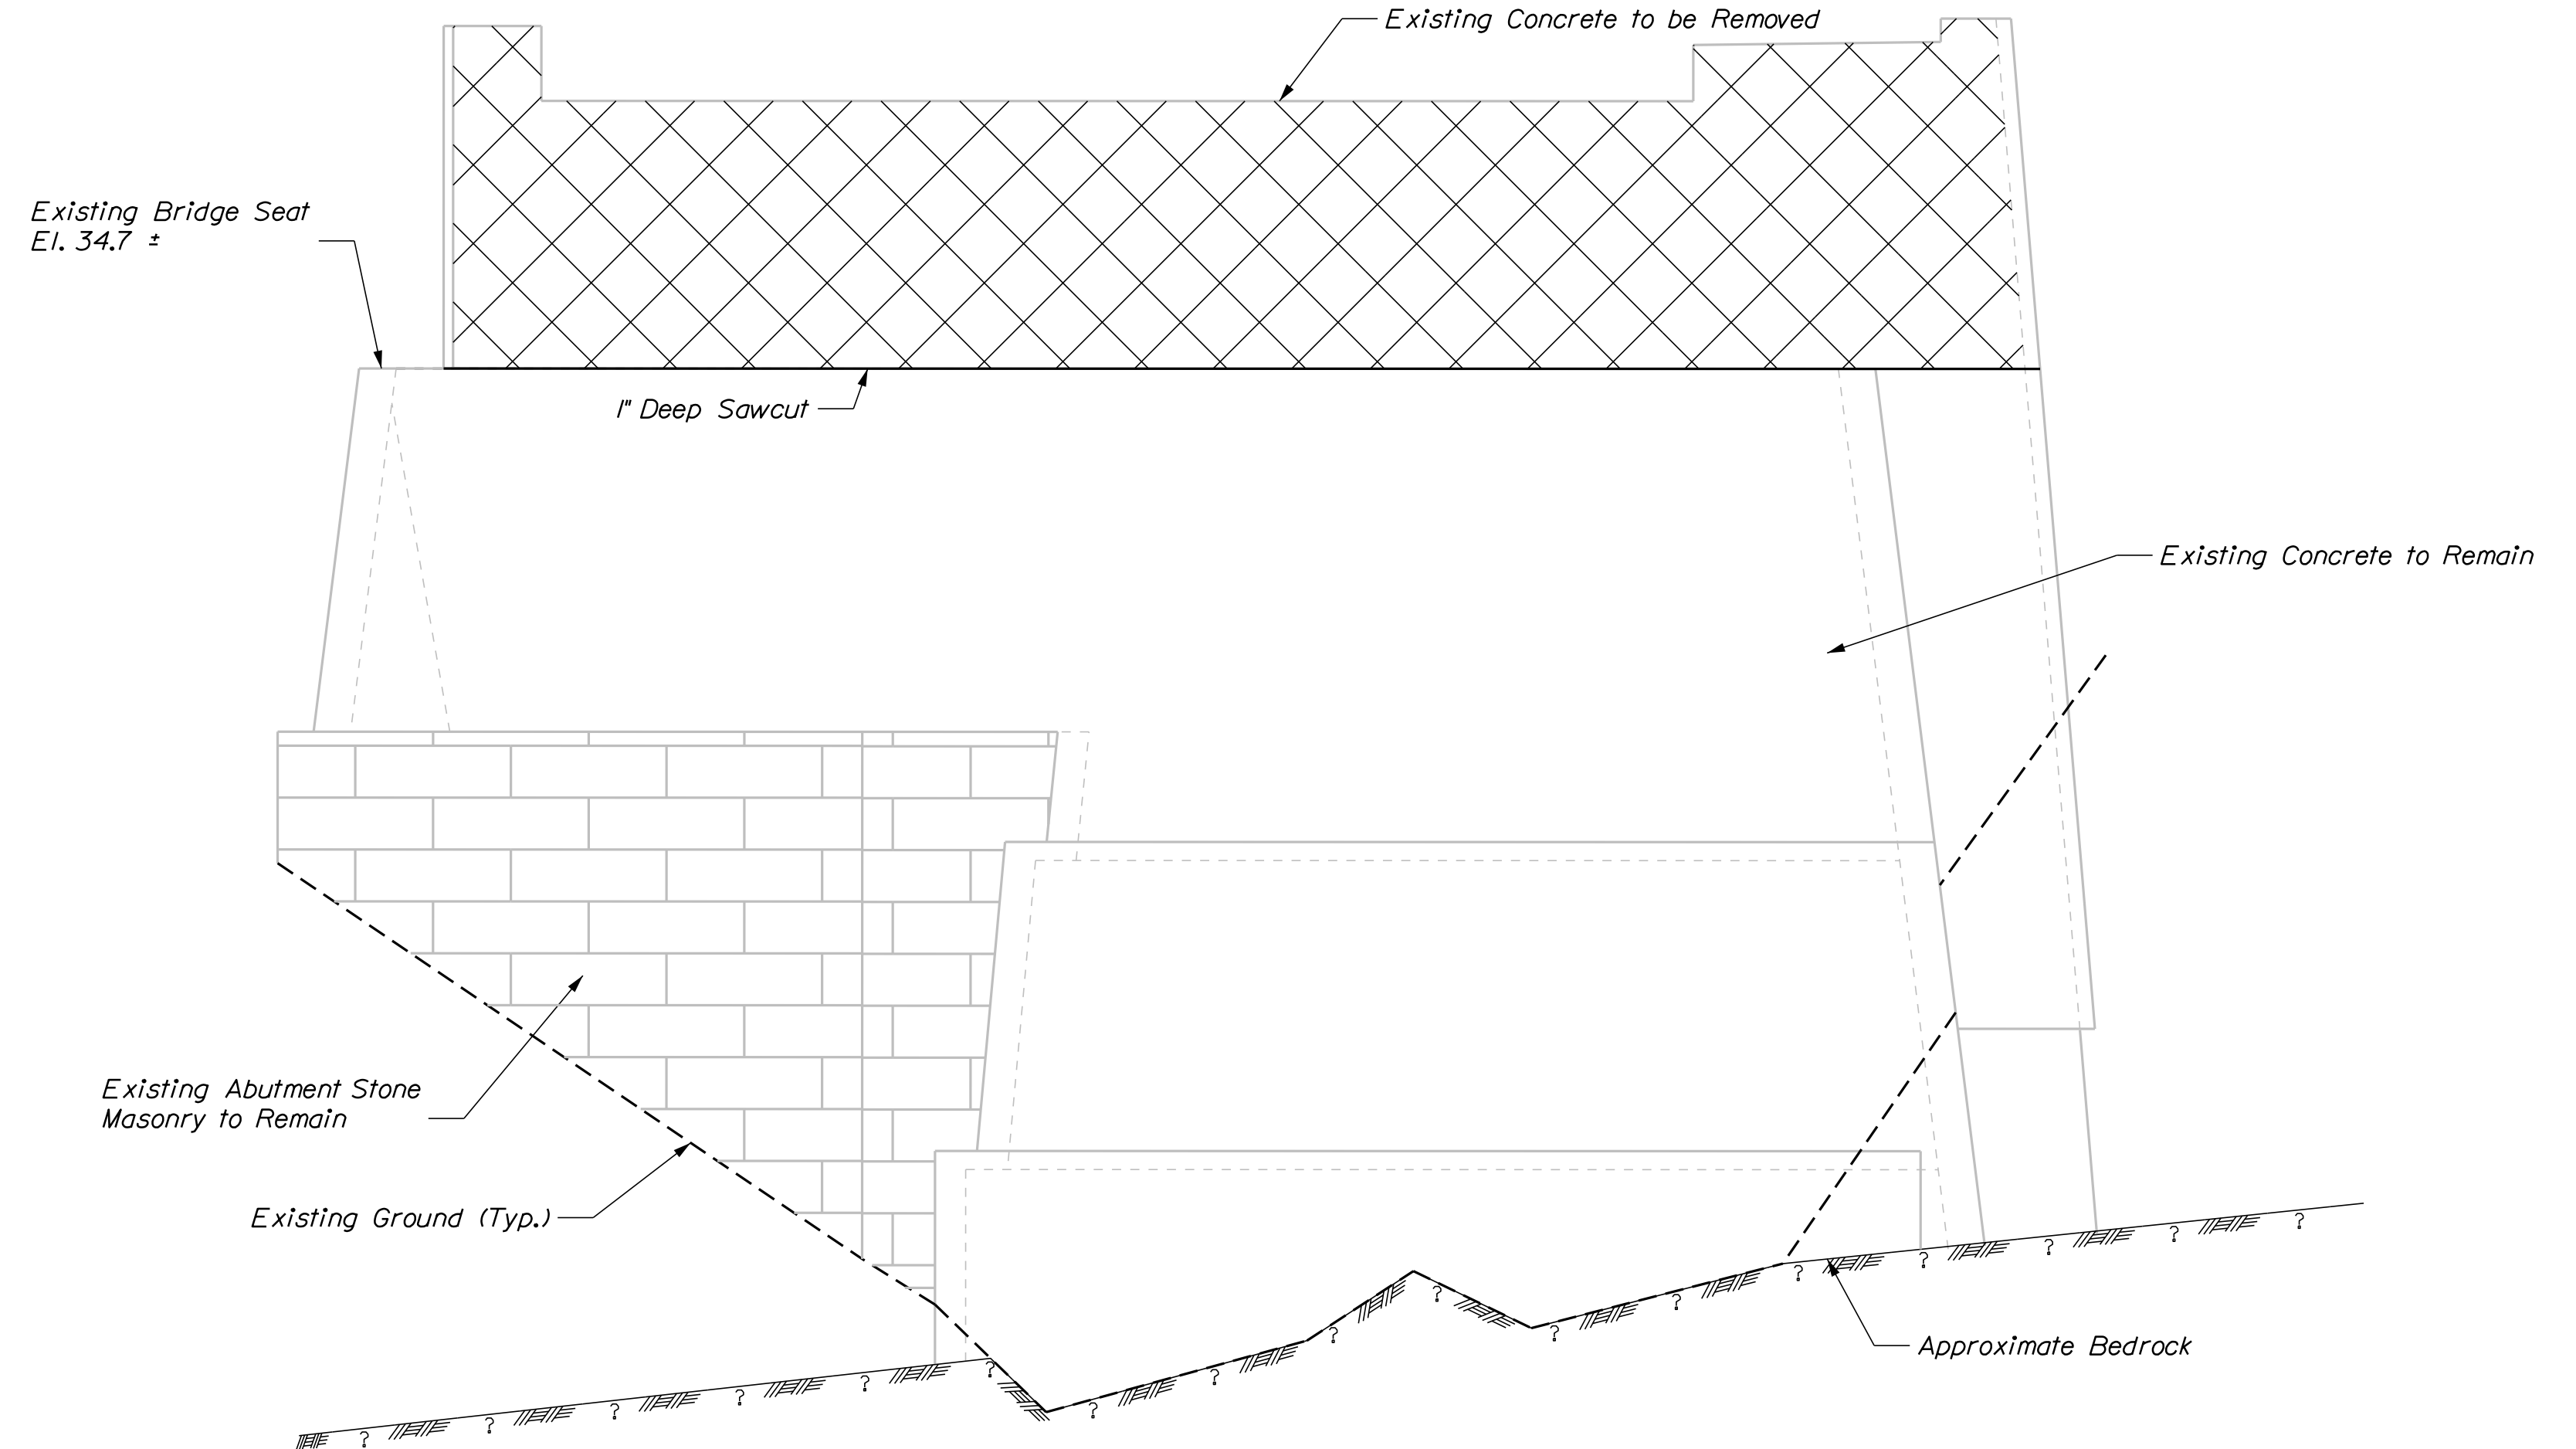 Existing Concrete to be Removed
Existing Bridge Seat
El. 34.7 ±
1" Deep Sawcut
Existing Concrete to Remain
Existing Abutment Stone
Masonry to Remain
Existing Ground (Typ.)
Approximate Bedrock
? ? ? ? ? ? ? ? ? ? ? ? ? ? ? ? ?